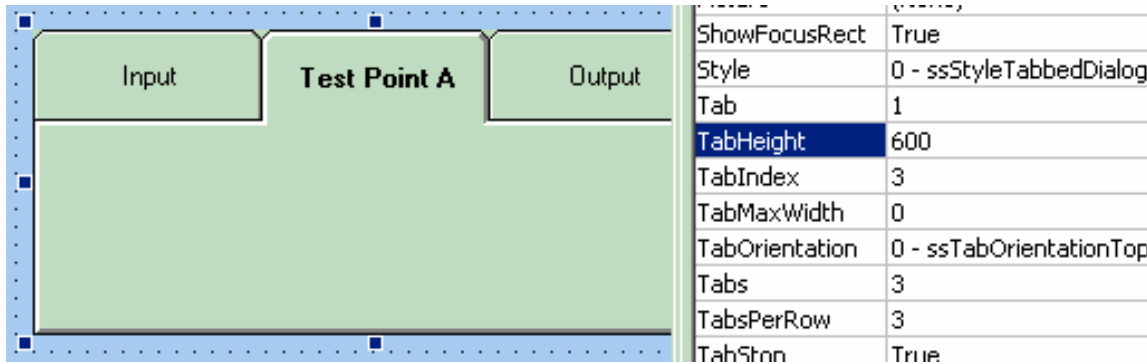 Input
Test Point A
Output
ShowFocusRect True
Style 0 - ssStyleTabbedDialog
Tab 1
TabHeight 600
TabIndex 3
TabMaxWidth 0
TabOrientation 0 - ssTabOrientationTop
Tabs 3
TabsPerRow 3
TabStop True